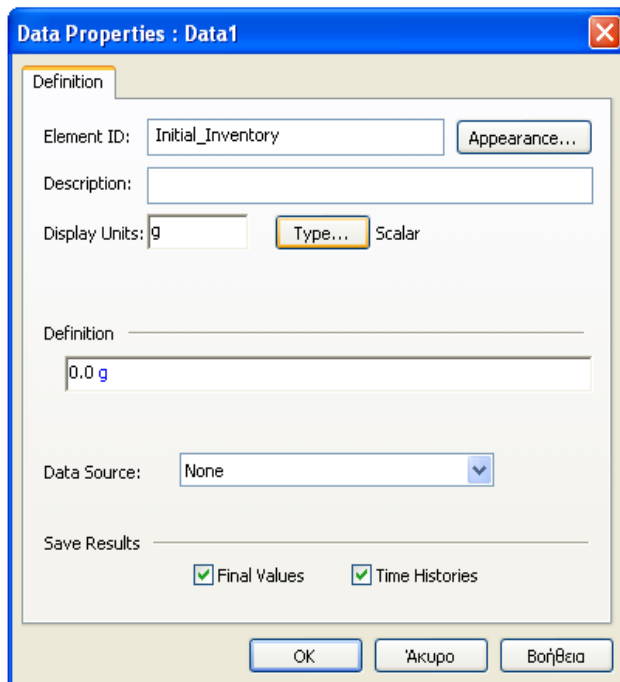 Data Properties : Data1
Definition
Element ID: Initial_Inventory Appearance...
Description:
Display Units: g Type... Scalar
Definition
0.0 g
Data Source: None
Save Results
Final Values Time Histories
OK Άκυρο Βοήθεια